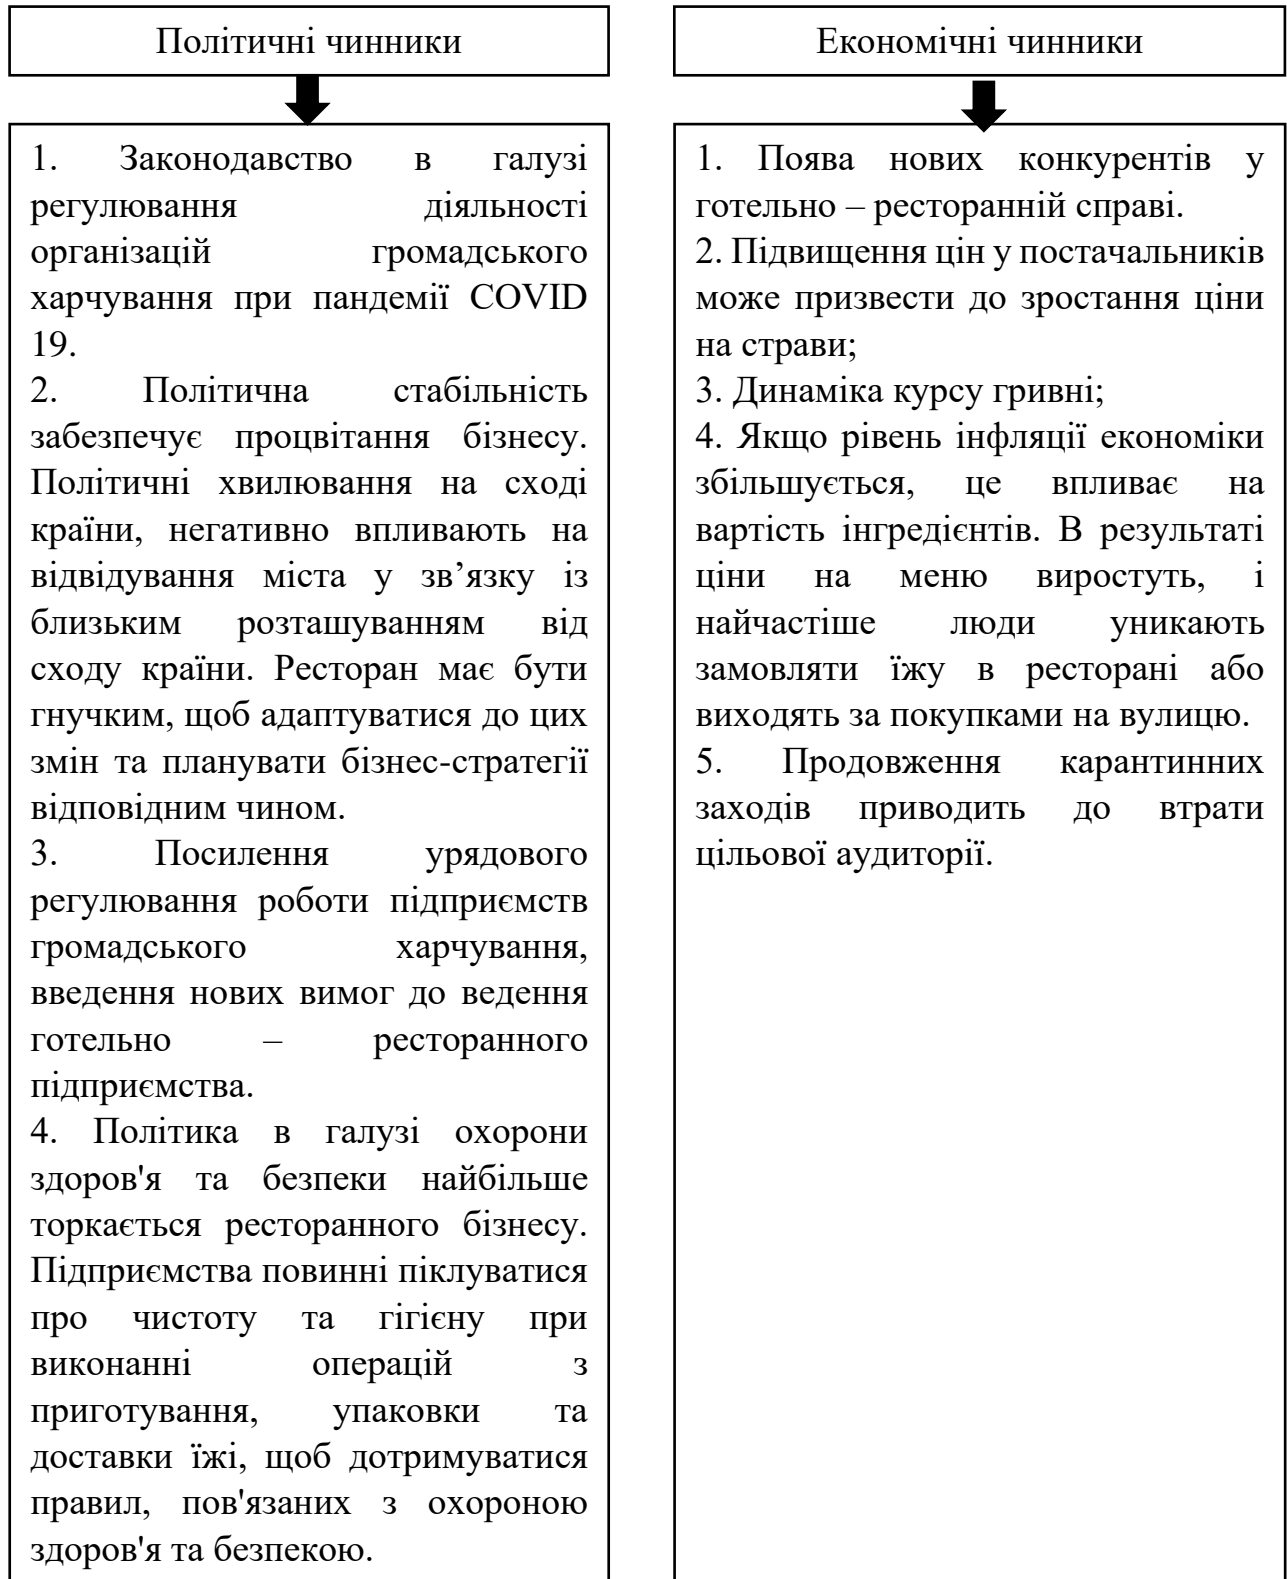 Політичні чинники
1. Законодавство в галузі
регулювання діяльності
організацій громадського
харчування при пандемії COVID
19.
2. Політична стабільність
забезпечує процвітання бізнесу.
Політичні хвилювання на сході
країни, негативно впливають на
відвідування міста у зв’язку із
близьким розташуванням від
сходу країни. Ресторан має бути
гнучким, щоб адаптуватися до цих
змін та планувати бізнес-стратегії
відповідним чином.
3. Посилення урядового
регулювання роботи підприємств
громадського харчування,
введення нових вимог до ведення
готельно – ресторанного
підприємства.
4. Політика в галузі охорони
здоров'я та безпеки найбільше
торкається ресторанного бізнесу.
Підприємства повинні піклуватися
про чистоту та гігієну при
виконанні операцій з
приготування, упаковки та
доставки їжі, щоб дотримуватися
правил, пов'язаних з охороною
здоров'я та безпекою.
Економічні чинники
1. Поява нових конкурентів у
готельно – ресторанній справі.
2. Підвищення цін у постачальників
може призвести до зростання ціни
на страви;
3. Динаміка курсу гривні;
4. Якщо рівень інфляції економіки
збільшується, це впливає на
вартість інгредієнтів. В результаті
ціни на меню виростуть, і
найчастіше люди уникають
замовляти їжу в ресторані або
виходять за покупками на вулицю.
5. Продовження карантинних
заходів приводить до втрати
цільової аудиторії.